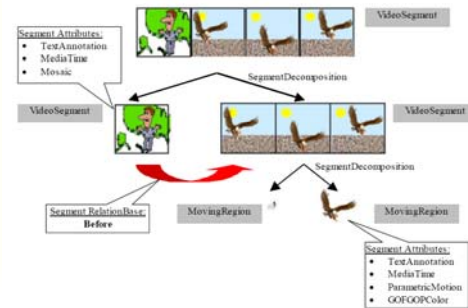 Segment Attributes:
• TextAnnotation
• MediaTime
• Mosaic
VideoSegment
SegmentDecomposition
VideoSegment
VideoSegment
SegmentDecomposition
Segment RelationBase:
Before
MovingRegion
MovingRegion
Segment Attributes:
• TextAnnotation
• MediaTime
• ParametricMotion
• GOFGOPColor